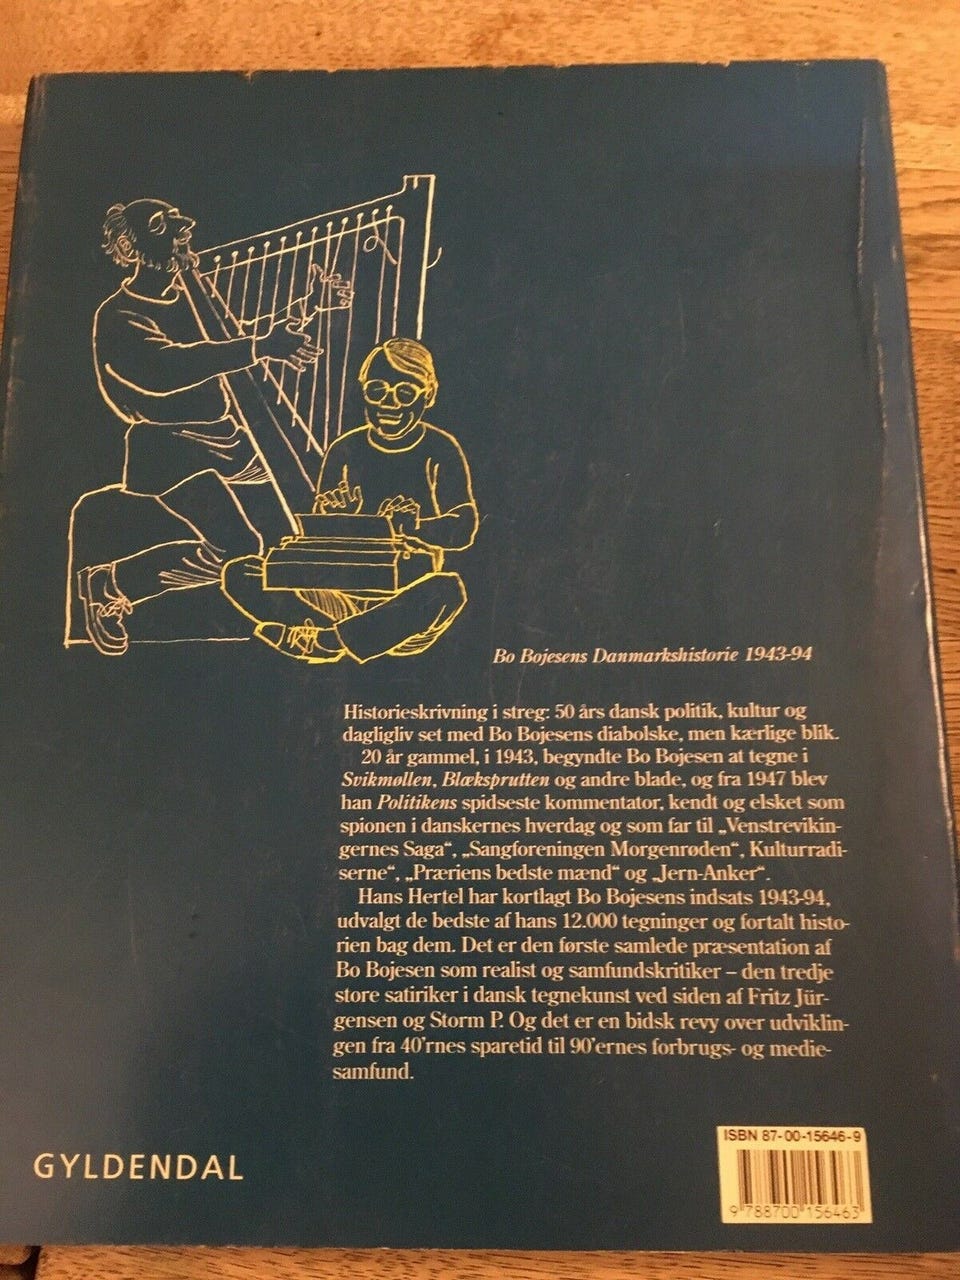 Bo Bojesens Danmarkshistorie 1943-94
Historieskrivning i streg: 50 års dansk politik, kultur og
dagligliv set med Bo Bojesens diabolske, men kærlige blik.
20 år gammel, i 1943, begyndte Bo Bojesen at tegne i
Svikmøllen, Blæksprutten og andre blade, og fra 1947 blev
han Politikens spidseste kommentator, kendt og elsket som
spionen i danskernes hverdag og som far til „Venstrevikin-
gernes Saga“, „Sangforeningen Morgenrøden“, Kulturradi-
serne“, „Præriens bedste mænd“ og „Jern-Anker“.
Hans Hertel har kortlagt Bo Bojesens indsats 1943-94,
udvalgt de bedste af hans 12.000 tegninger og fortalt histo-
rien bag dem. Det er den første samlede præsentation af
Bo Bojesen som realist og samfundskritiker – den tredje
store satiriker i dansk tegnekunst ved siden af Fritz Jür-
gensen og Storm P. Og det er en bidsk revy over udviklin-
gen fra 40'rnes sparetid til 90'ernes forbrugs- og medie-
samfund.
GYLDENDAL
ISBN 87-00-15646-9
9 788700 156463